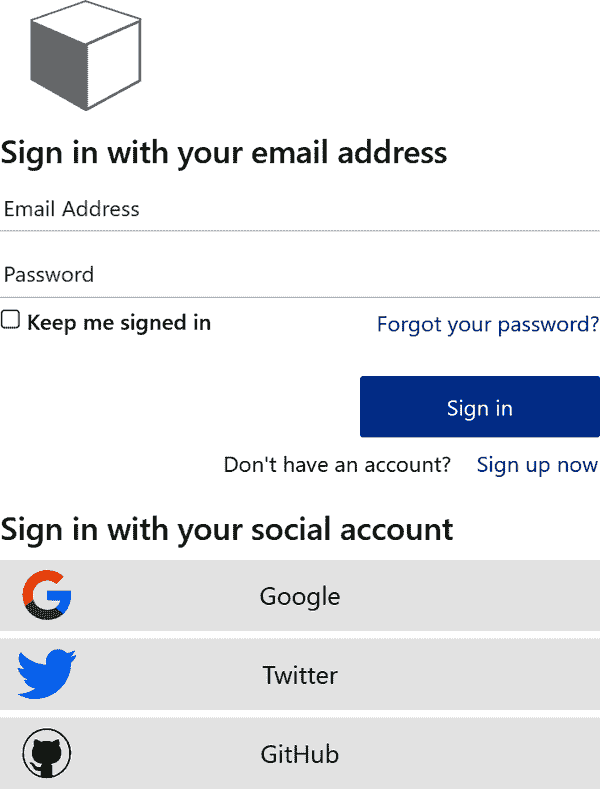 Sign in with your email address
Email Address
Password
Keep me signed in Forgot your password?
Sign in
Don't have an account? Sign up now
Sign in with your social account
Google
Twitter
GitHub